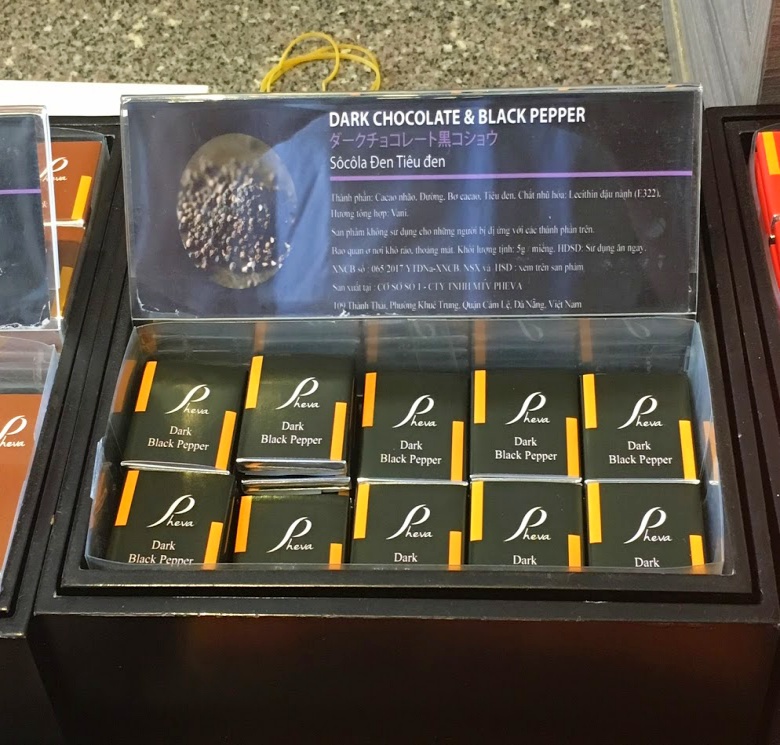 DARK CHOCOLATE & BLACK PEPPER
ダークチョコレート黒コショウ
Sôcôla Đen Tiêu đen
Thành phần: Cacao nhão, Đường, Bơ cacao, Tiêu đen, Chất nhũ hóa: Lecithin đậu nành (E322),
Hương tổng hợp: Vani.
Sản phẩm không sử dụng cho những người bị dị ứng với các thành phần trên.
Bảo quản ở nơi khô ráo, thoáng mát. Khối lượng tịnh: 5g / miếng. HDSD: Sử dụng ăn ngay.
XNCB số : 065/2017/YTĐNa-XNCB. NSX và HSD : xem trên sản phẩm
Sản xuất tại : CƠ SỞ SỐ 1 - CTY TNHH MTV PHEVA
109 Thành Thái, Phường Khuê Trung, Quận Cẩm Lệ, Đà Nẵng, Việt Nam
Pheva
Dark
Black Pepper
Pheva
Dark
Black Pepper
Pheva
Dark
Black Pepper
Pheva
Dark
Black Pepper
Pheva
Dark
Black Pepper
Pheva
Dark
Black Pepper
Pheva
Pheva
Dark
Pheva
Dark
Pheva
Dark
Pheva
Pheva